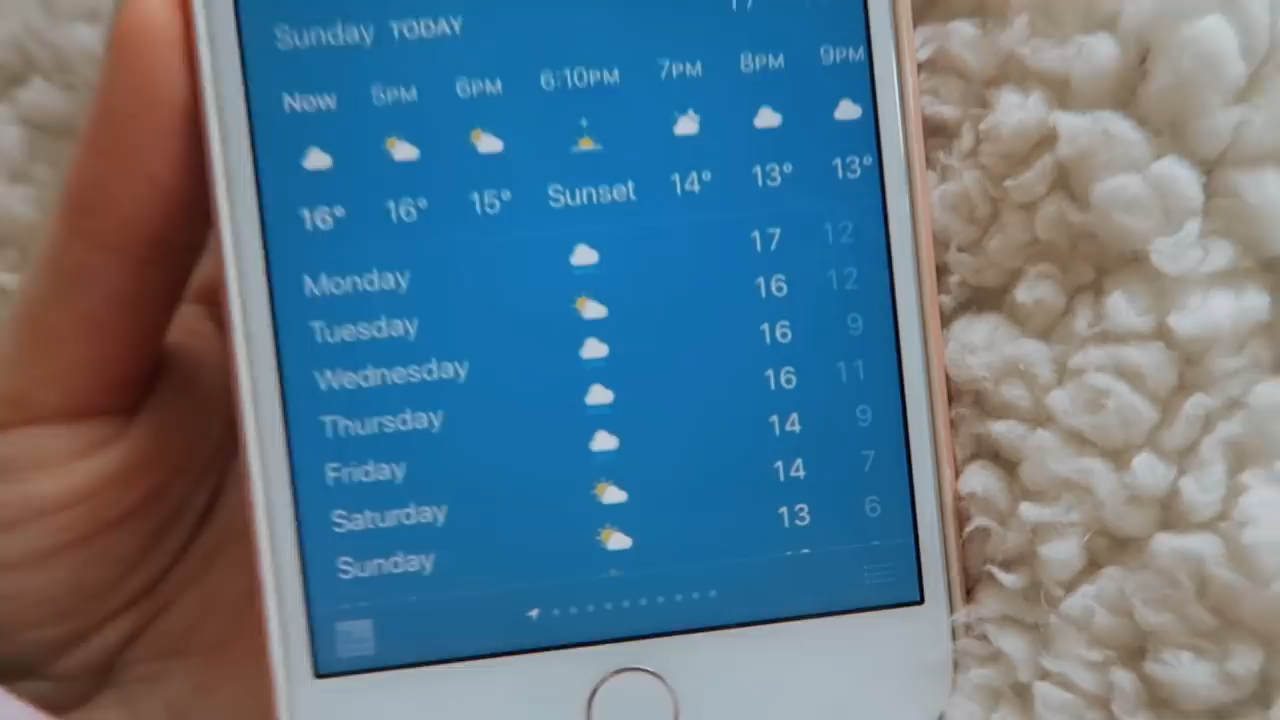 Sunday TODAY
Now 5PM 6PM 6:10PM 7PM 8PM 9PM
16° 16° 15° Sunset 14° 13° 13°
Monday 17 12
Tuesday 16 12
Wednesday 16 9
Thursday 16 11
Friday 14 9
Saturday 14 7
Sunday 13 6